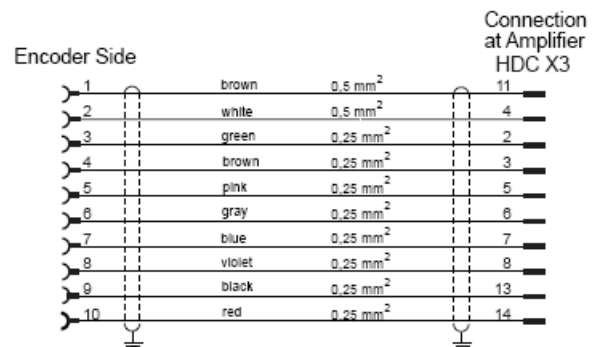 Connection
at Amplifier
HDC X3
Encoder Side
1 brown 0,5 mm² 11
2 white 0,5 mm² 4
3 green 0,25 mm² 2
4 brown 0,25 mm² 3
5 pink 0,25 mm² 5
6 gray 0,25 mm² 6
7 blue 0,25 mm² 7
8 violet 0,25 mm² 8
9 black 0,25 mm² 13
10 red 0,25 mm² 14